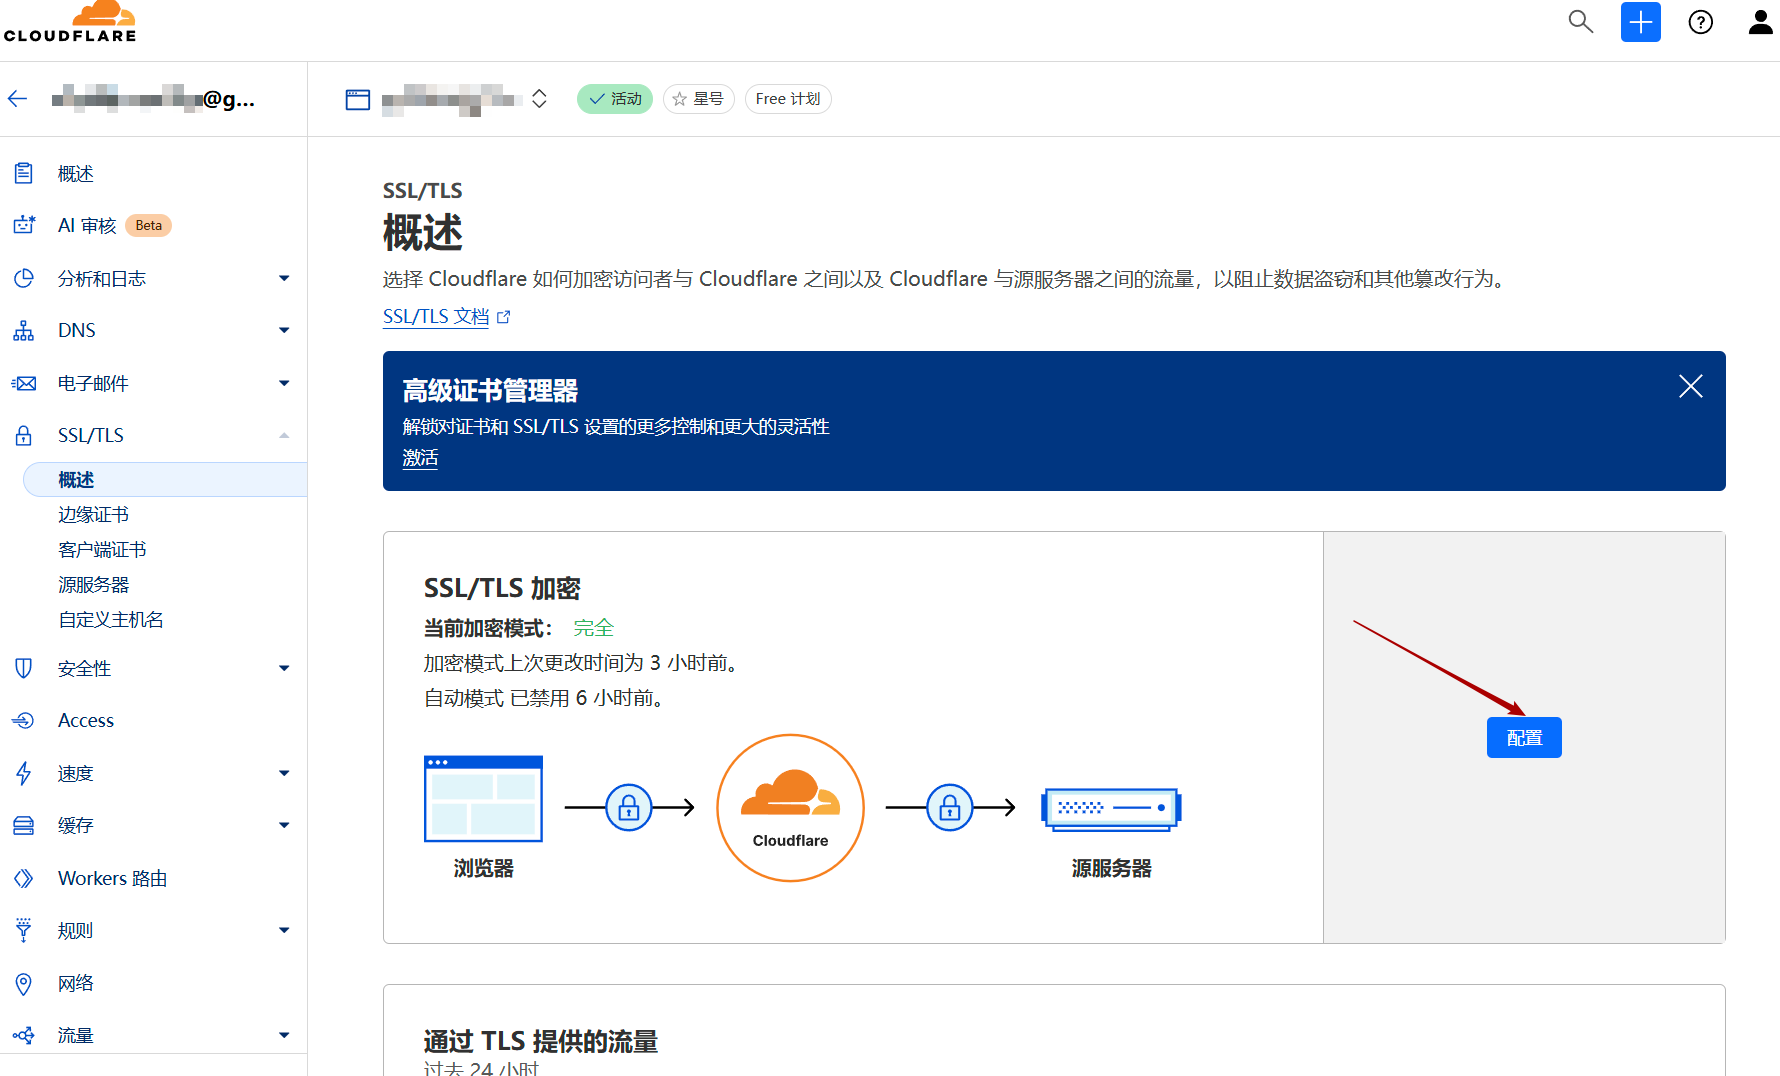 CLOUDFLARE
@g...
活动
星号
Free 计划
概述
AI 审核 Beta
分析和日志
DNS
电子邮件
SSL/TLS
概述
边缘证书
客户端证书
源服务器
自定义主机名
安全性
Access
速度
缓存
Workers 路由
规则
网络
流量
SSL/TLS
概述
选择 Cloudflare 如何加密访问者与 Cloudflare 之间以及 Cloudflare 与源服务器之间的流量，以阻止数据盗窃和其他篡改行为。
SSL/TLS 文档
高级证书管理器
解锁对证书和 SSL/TLS 设置的更多控制和更大的灵活性
激活
SSL/TLS 加密
当前加密模式： 完全
加密模式上次更改时间为 3 小时前。
自动模式 已禁用 6 小时前。
配置
Cloudflare
浏览器
源服务器
通过 TLS 提供的流量
过去 24 小时